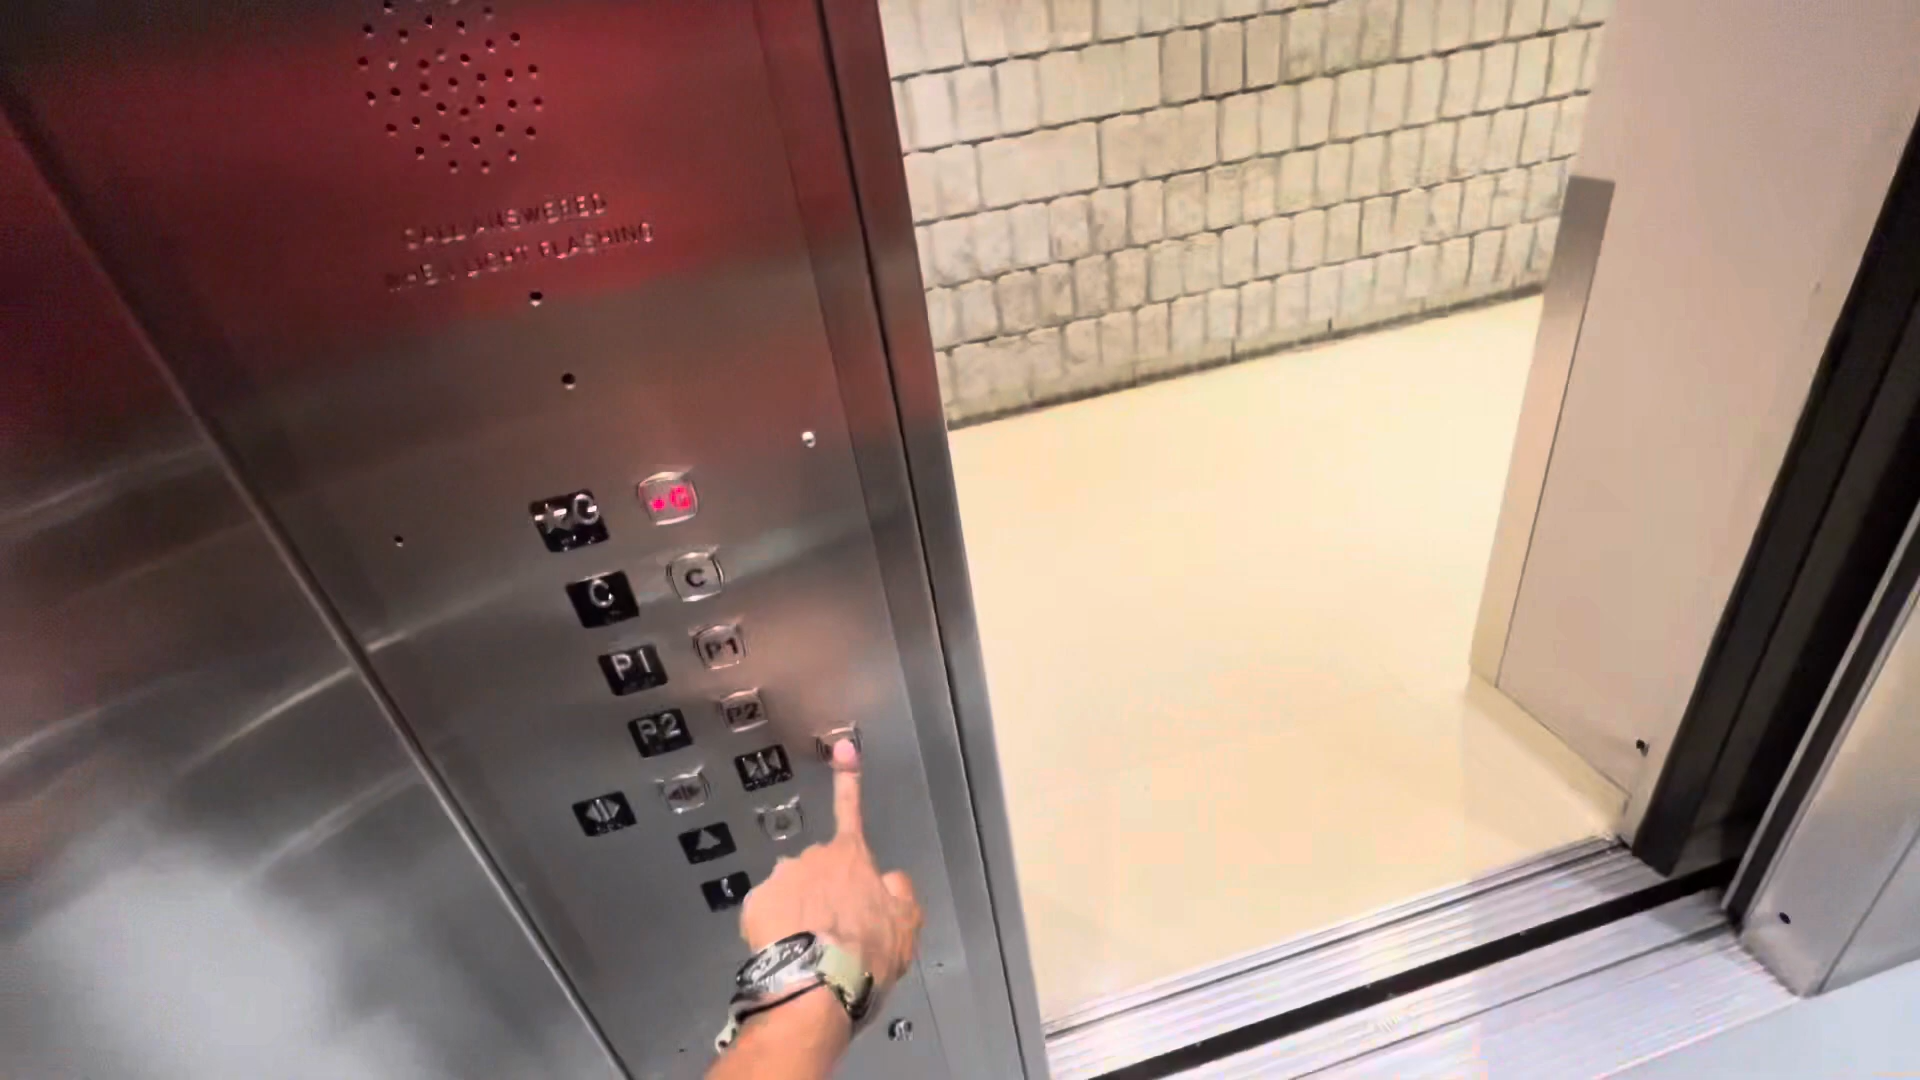 CALL ANSWERED
WHEN LIGHT FLASHING
★G ★G
C C
P1 P1
P2 P2